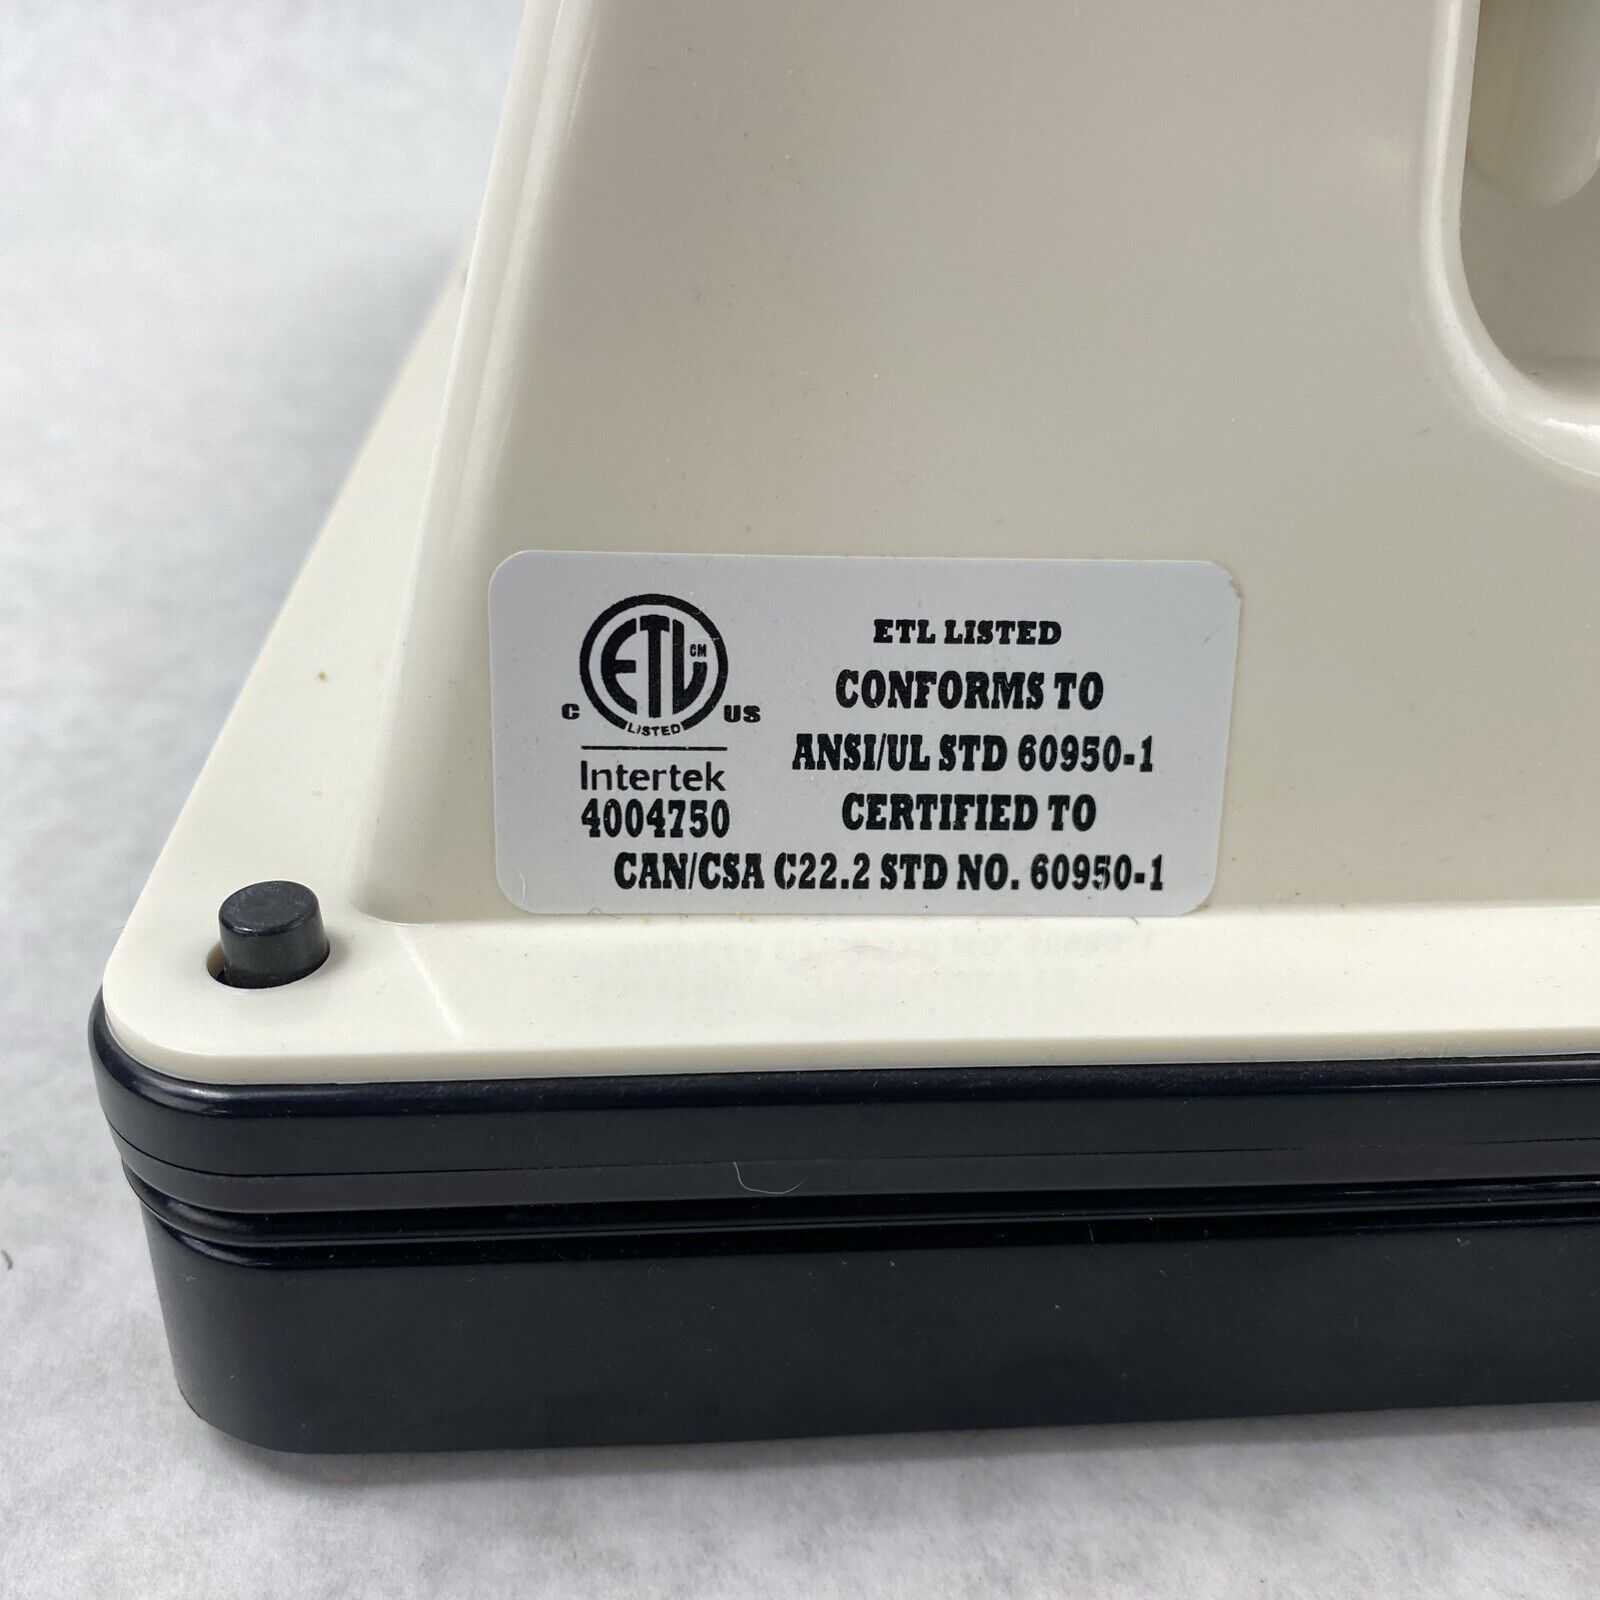 ETL CM
LISTED
C US
Intertek
4004750
ETL LISTED
CONFORMS TO
ANSI/UL STD 60950-1
CERTIFIED TO
CAN/CSA C22.2 STD NO. 60950-1